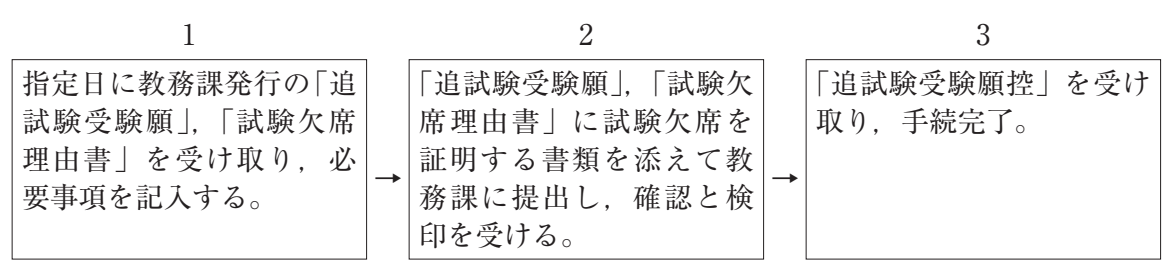 1
指定日に教務課発行の「追
試験受験願」，「試験欠席
理由書」を受け取り，必
要事項を記入する。
→
2
「追試験受験願」，「試験欠
席理由書」に試験欠席を
証明する書類を添えて教
務課に提出し，確認と検
印を受ける。
→
3
「追試験受験願控」を受け
取り，手続完了。